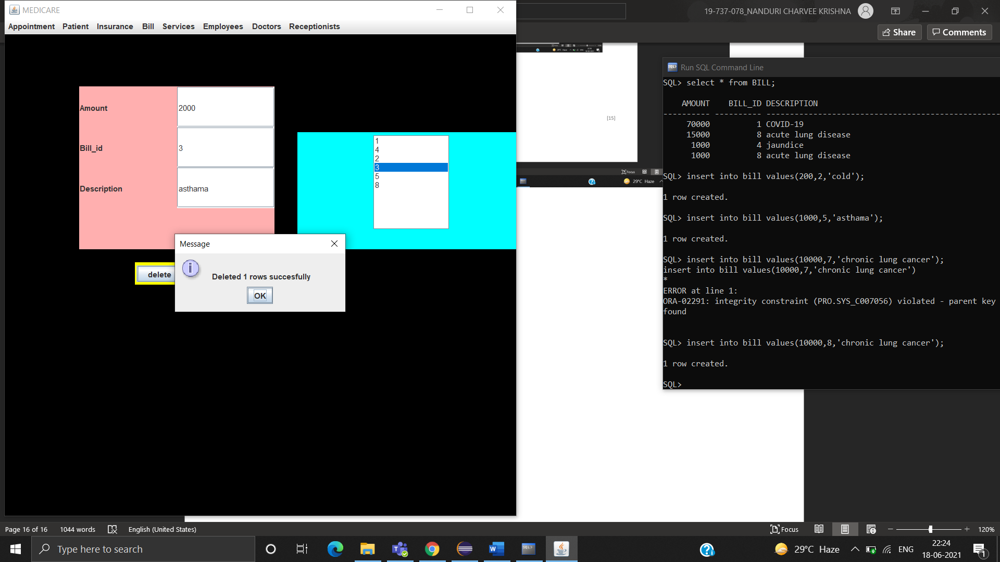 MEDICARE
Appointment Patient Insurance Bill Services Employees Doctors Receptionists
Amount 2000
Bill_id 3
Description asthama
1
4
2
3
5
8
delete
Message
Deleted 1 rows succesfully
OK
19-737-078_NANDURI CHARVEE KRISHNA
Share Comments
[15]
Focus
29°C Haze
Run SQL Command Line
SQL> select * from BILL;
AMOUNT BILL_ID DESCRIPTION
---------- ---------- --------------------------------------------------
70000 1 COVID-19
15000 8 acute lung disease
1000 4 jaundice
1000 8 acute lung disease
SQL> insert into bill values(200,2,'cold');
1 row created.
SQL> insert into bill values(1000,5,'asthama');
1 row created.
SQL> insert into bill values(10000,7,'chronic lung cancer');
insert into bill values(10000,7,'chronic lung cancer')
*
ERROR at line 1:
ORA-02291: integrity constraint (PRO.SYS_C007056) violated - parent key
found
SQL> insert into bill values(10000,8,'chronic lung cancer');
1 row created.
SQL>
Page 16 of 16 1044 words English (United States) Focus 120%
Type here to search
29°C Haze ENG 22:24
18-06-2021
1